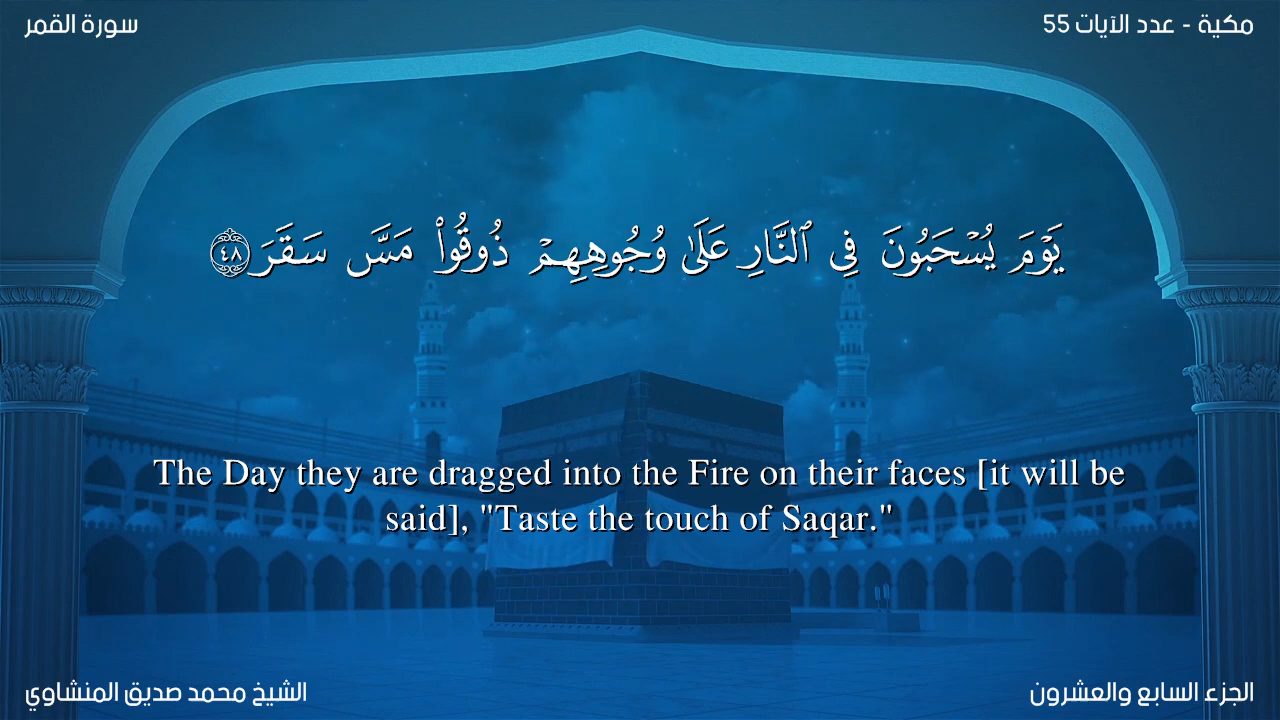 سورة القمر
مكية - عدد الآيات 55
يَوْمَ يُسْحَبُونَ فِي ٱلنَّارِ عَلَىٰ وُجُوهِهِمْ ذُوقُوا۟ مَسَّ سَقَرَ ٤٨
The Day they are dragged into the Fire on their faces [it will be
said], "Taste the touch of Saqar."
الشيخ محمد صديق المنشاوي
الجزء السابع والعشرون